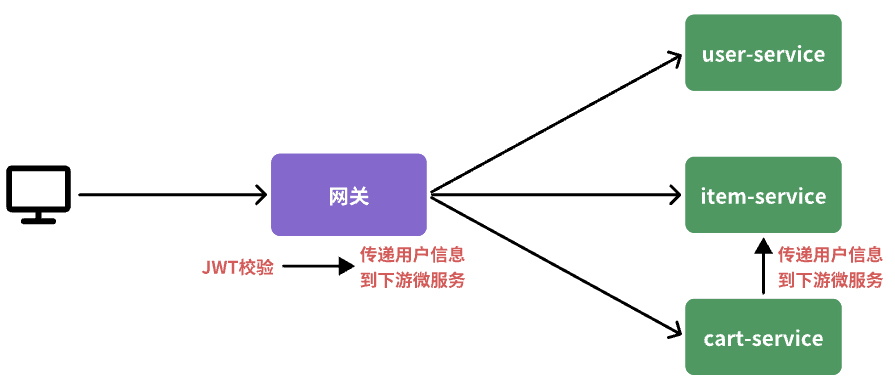 user-service
网关
item-service
JWT校验
传递用户信息
到下游微服务
传递用户信息
到下游微服务
cart-service